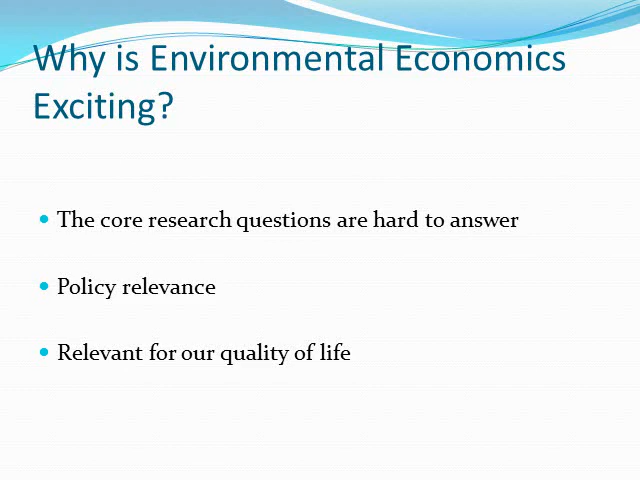 Why is Environmental Economics
Exciting?
• The core research questions are hard to answer
• Policy relevance
• Relevant for our quality of life